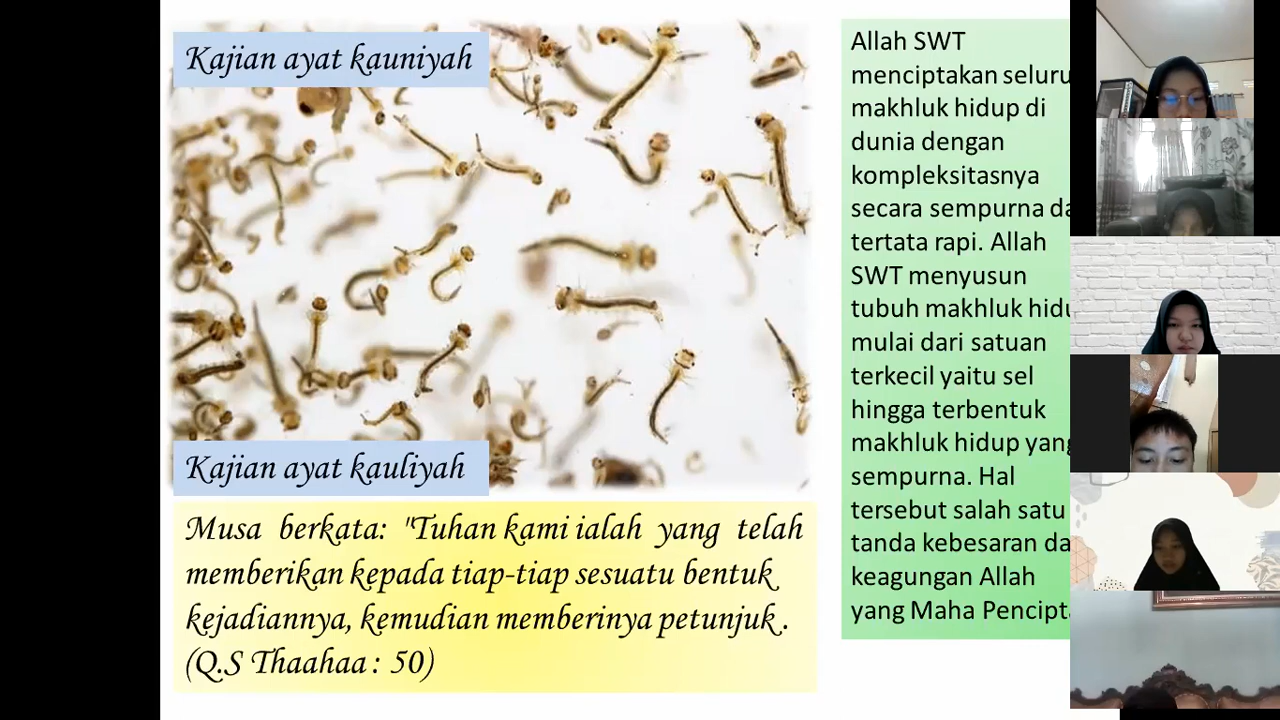 Kajian ayat kauniyah
Kajian ayat kauliyah
Musa berkata: "Tuhan kami ialah yang telah
memberikan kepada tiap-tiap sesuatu bentuk
kejadiannya, kemudian memberinya petunjuk.
(Q.S Thaahaa : 50)
Allah SWT
menciptakan seluru
makhluk hidup di
dunia dengan
kompleksitasnya
secara sempurna da
tertata rapi. Allah
SWT menyusun
tubuh makhluk hidu
mulai dari satuan
terkecil yaitu sel
hingga terbentuk
makhluk hidup yang
sempurna. Hal
tersebut salah satu
tanda kebesaran da
keagungan Allah
yang Maha Pencipt